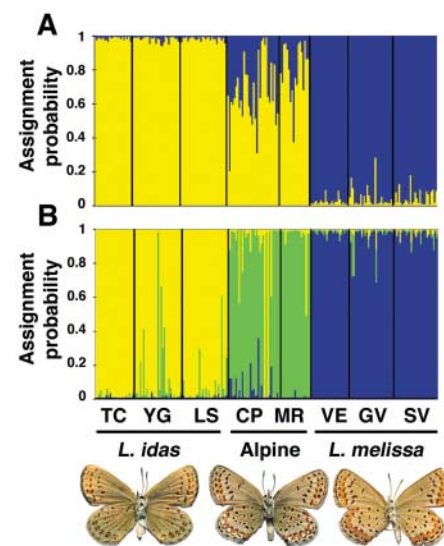 A
1
0.8
0.6
0.4
0.2
0
Assignment
probability
B
1
0.8
0.6
0.4
0.2
0
Assignment
probability
TC YG LS CP MR VE GV SV
L. idas Alpine L. melissa